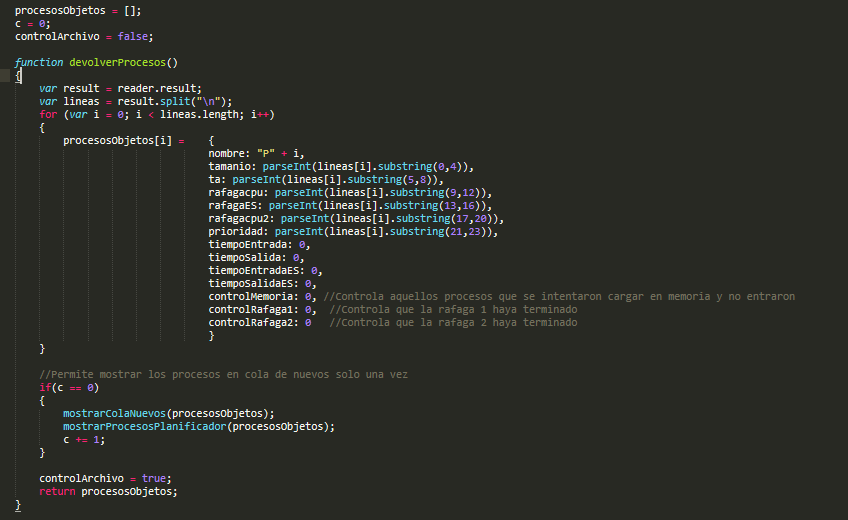 procesosObjetos = [];
c = 0;
controlArchivo = false;
function devolverProcesos()
{
var result = reader.result;
var lineas = result.split("\n");
for (var i = 0; i < lineas.length; i++)
{
procesosObjetos[i] = {
nombre: "P" + i,
tamanio: parseInt(lineas[i].substring(0,4)),
ta: parseInt(lineas[i].substring(5,8)),
rafagacpu: parseInt(lineas[i].substring(9,12)),
rafagaES: parseInt(lineas[i].substring(13,16)),
rafagacpu2: parseInt(lineas[i].substring(17,20)),
prioridad: parseInt(lineas[i].substring(21,23)),
tiempoEntrada: 0,
tiempoSalida: 0,
tiempoEntradaES: 0,
tiempoSalidaES: 0,
controlMemoria: 0, //Controla aquellos procesos que se intentaron cargar en memoria y no entraron
controlRafaga1: 0, //Controla que la rafaga 1 haya terminado
controlRafaga2: 0 //Controla que la rafaga 2 haya terminado
}
}
//Permite mostrar los procesos en cola de nuevos solo una vez
if(c == 0)
{
mostrarColaNuevos(procesosObjetos);
mostrarProcesosPlanificador(procesosObjetos);
c += 1;
}
controlArchivo = true;
return procesosObjetos;
}